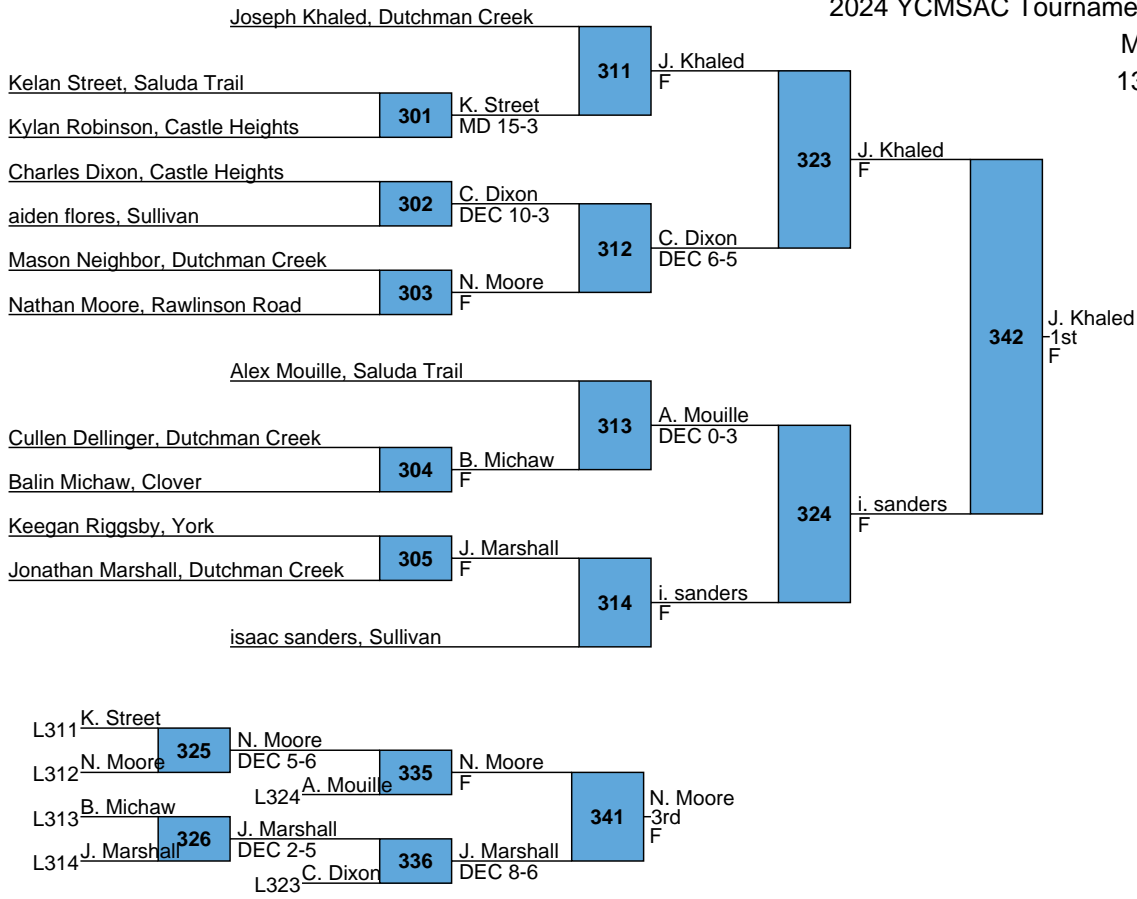 2024 YCMSAC Tourname
M
13
Joseph Khaled, Dutchman Creek
311
J. Khaled
F
Kelan Street, Saluda Trail
301
K. Street
MD 15-3
Kylan Robinson, Castle Heights
323
J. Khaled
F
Charles Dixon, Castle Heights
302
C. Dixon
DEC 10-3
aiden flores, Sullivan
312
C. Dixon
DEC 6-5
Mason Neighbor, Dutchman Creek
303
N. Moore
F
Nathan Moore, Rawlinson Road
342
J. Khaled
1st
F
Alex Mouille, Saluda Trail
313
A. Mouille
DEC 0-3
Cullen Dellinger, Dutchman Creek
304
B. Michaw
F
Balin Michaw, Clover
324
i. sanders
F
Keegan Riggsby, York
305
J. Marshall
F
Jonathan Marshall, Dutchman Creek
314
i. sanders
F
isaac sanders, Sullivan
L311
K. Street
325
N. Moore
DEC 5-6
L312
N. Moore
335
N. Moore
F
L324
A. Mouille
L313
B. Michaw
326
J. Marshall
DEC 2-5
L314
J. Marshall
341
N. Moore
3rd
F
336
J. Marshall
DEC 8-6
L323
C. Dixon